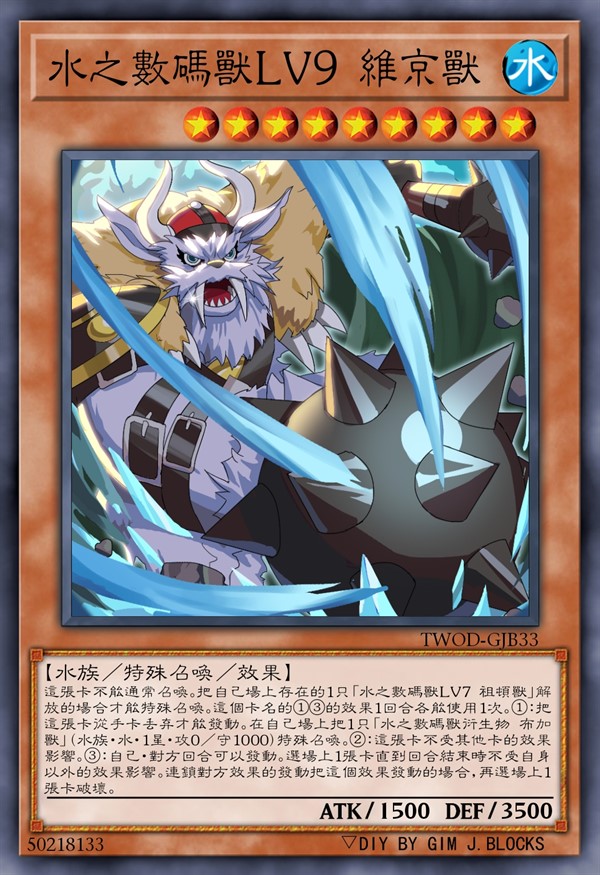 水之數碼獸LV9 維京獸
水
TWOD-GJB33
【水族／特殊召喚／效果】
這張卡不能通常召喚。把自己場上存在的1只「水之數碼獸LV7 祖頓獸」解
放的場合才能特殊召喚。這個卡名的①③的效果1回合各能使用1次。①:把
這張卡從手卡丟弃才能發動。在自己場上把1只「水之數碼獸衍生物 布加
獸」(水族·水·1星·攻0／守1000)特殊召喚。②:這張卡不受其他卡的效果
影響。③:自己·對方回合可以發動。選場上1張卡直到回合結束時不受自身
以外的效果影響。連鎖對方效果的發動把這個效果發動的場合,再選場上1
張卡破壞。
ATK/1500 DEF/3500
50218133
▽DIY BY GIM J.BLOCKS